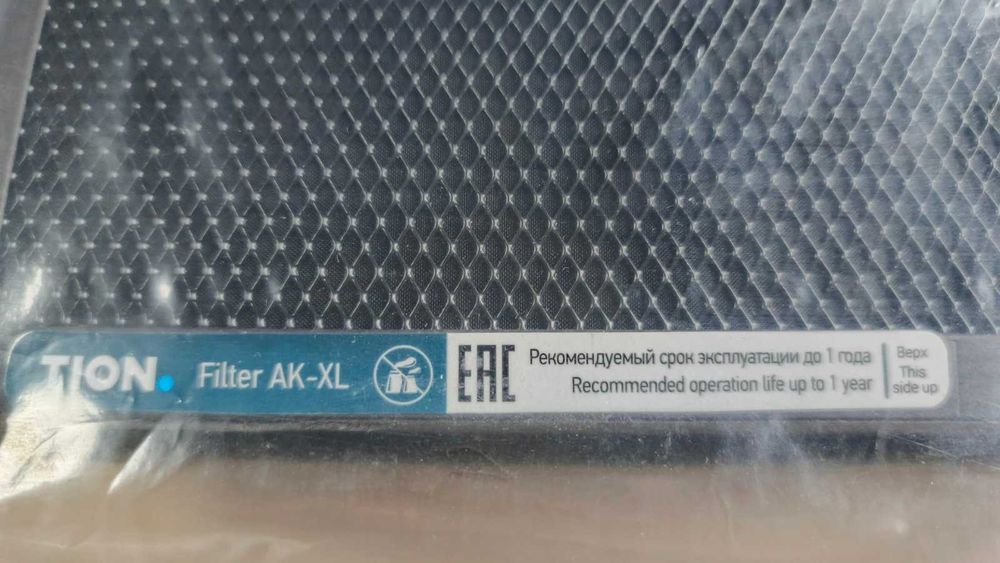 TION. Filter AK-XL
EAC
Рекомендуемый срок эксплуатации до 1 года
Recommended operation life up to 1 year
Верх
This
side up